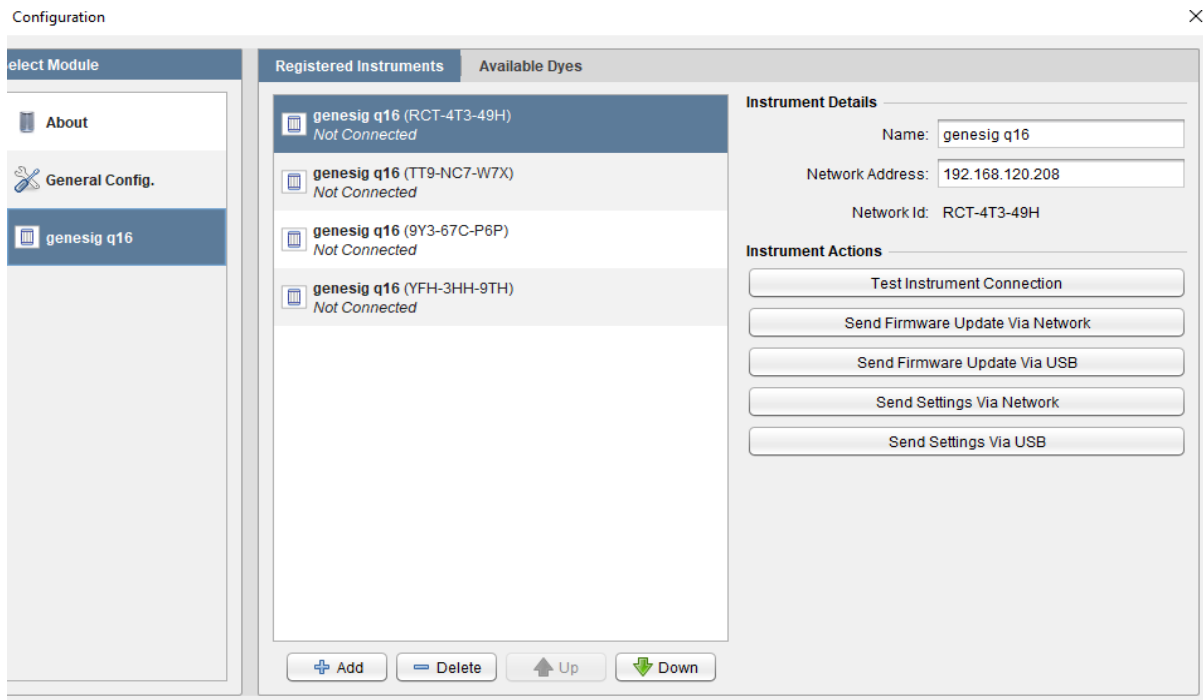 Configuration
elect Module
About
General Config.
genesig q16
Registered Instruments
Available Dyes
genesig q16 (RCT-4T3-49H)
Not Connected
genesig q16 (TT9-NC7-W7X)
Not Connected
genesig q16 (9Y3-67C-P6P)
Not Connected
genesig q16 (YFH-3HH-9TH)
Not Connected
Add
Delete
Up
Down
Instrument Details
Name: genesig q16
Network Address: 192.168.120.208
Network Id: RCT-4T3-49H
Instrument Actions
Test Instrument Connection
Send Firmware Update Via Network
Send Firmware Update Via USB
Send Settings Via Network
Send Settings Via USB